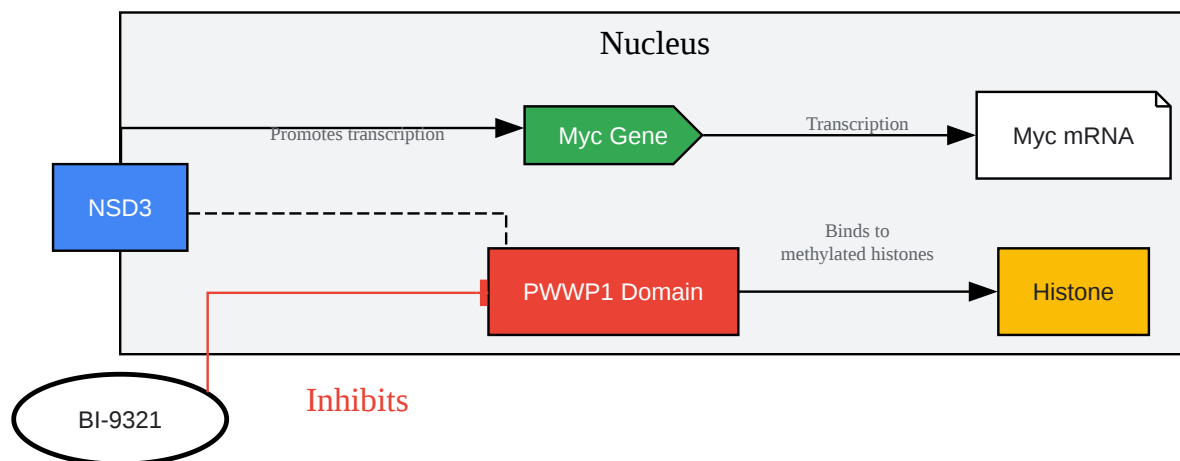 Nucleus
Promotes transcription
Myc Gene
Transcription
Myc mRNA
NSD3
Binds to
methylated histones
PWWP1 Domain
Histone
Inhibits
BI-9321